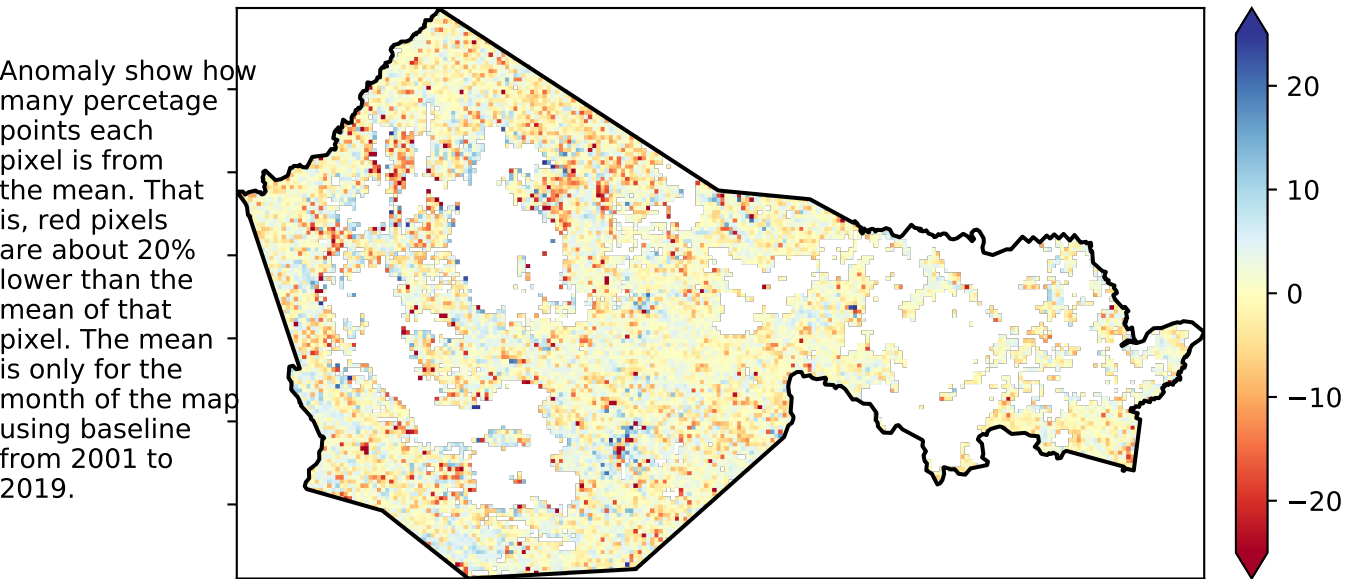 Anomaly show how
many percetage
points each
pixel is from
the mean. That
is, red pixels
are about 20%
lower than the
mean of that
pixel. The mean
is only for the
month of the map
using baseline
from 2001 to
2019.
20
10
0
−10
−20